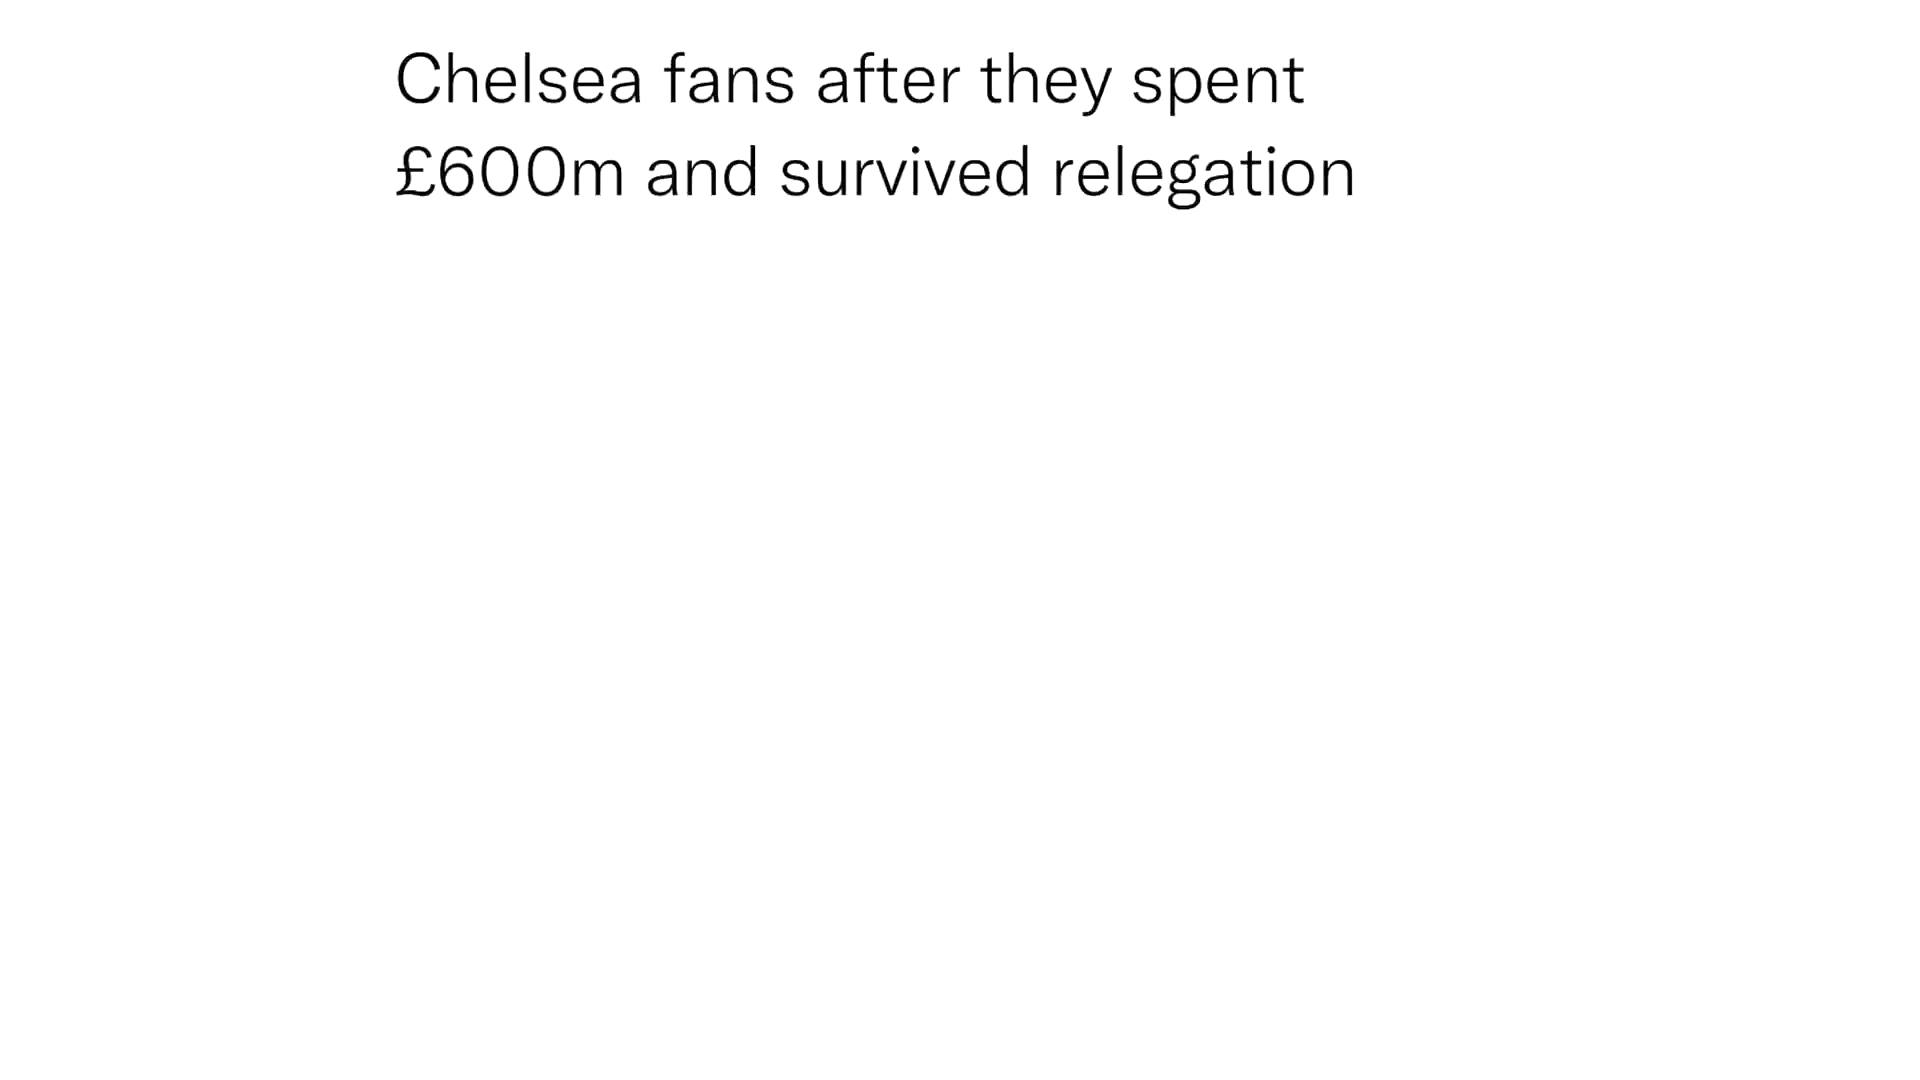 Chelsea fans after they spent
£600m and survived relegation